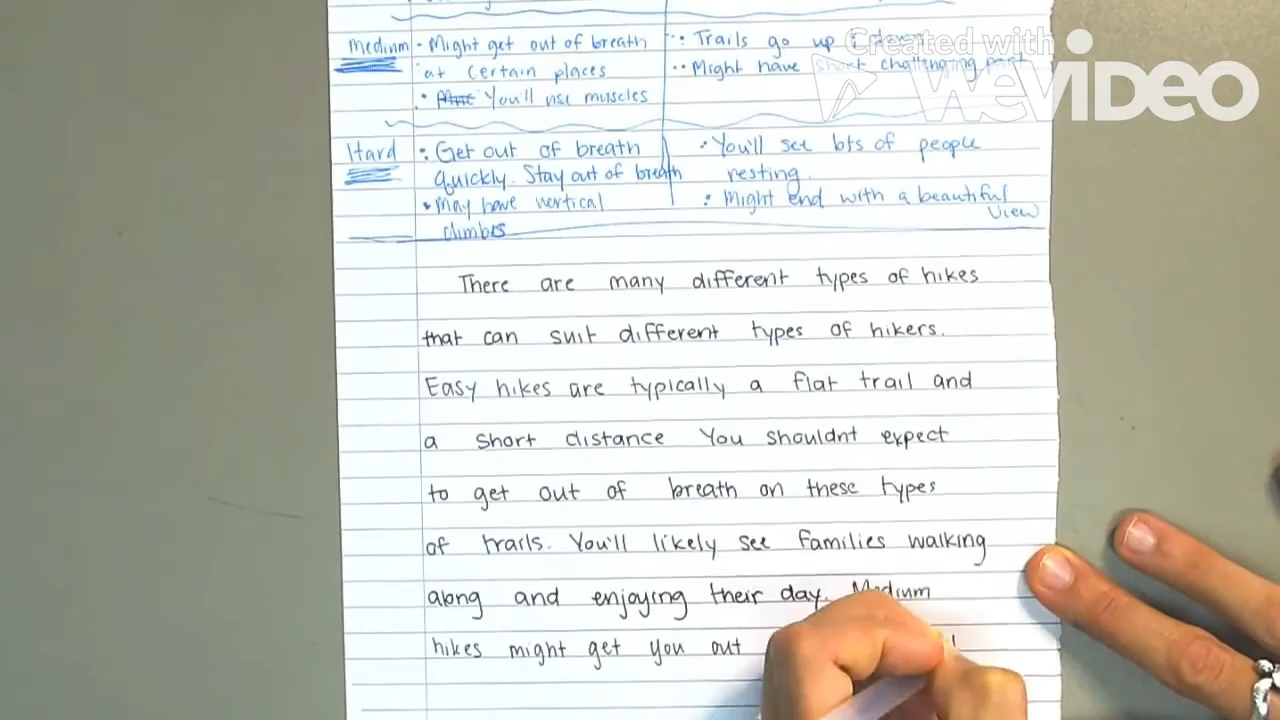 Medium - Might get out of breath
at certain places
• You'll use muscles
• Trails go up
• Might have short challenging part
Hard • Get out of breath
quickly. Stay out of breath
• May have vertical
climbs
• You'll see lots of people
resting.
• Might end with a beautiful
View
There are many different types of hikes
that can suit different types of hikers.
Easy hikes are typically a flat trail and
a short distance You shouldnt expect
to get out of breath on these types
of trails. You'll likely see families walking
along and enjoying their day. Medium
hikes might get you out
Created with
WEVIDEO